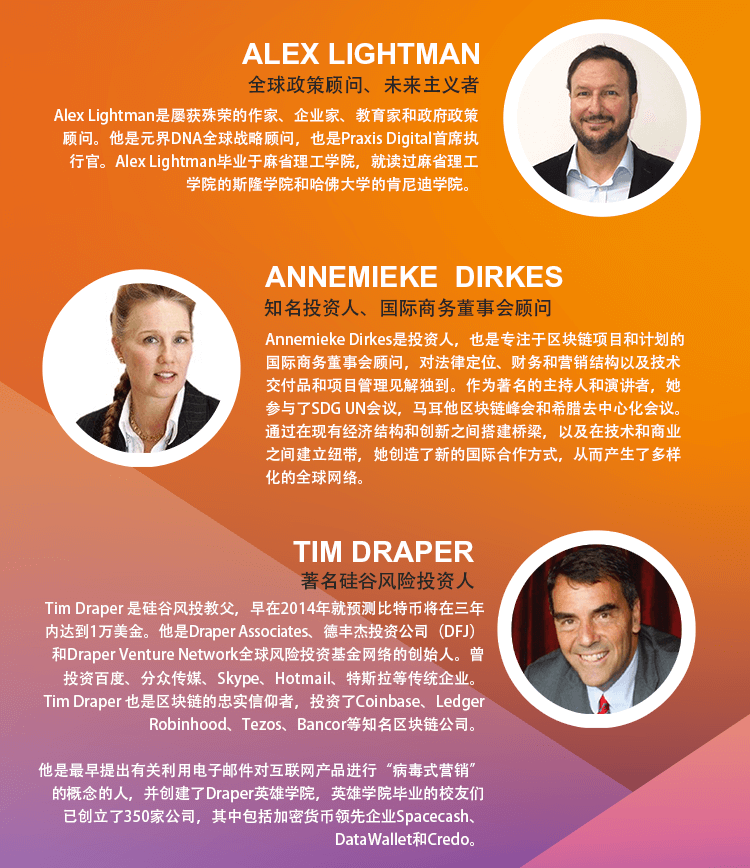 ALEX LIGHTMAN
全球政策顾问、未来主义者
Alex Lightman是屡获殊荣的作家、企业家、教育家和政府政策
顾问。他是元界DNA全球战略顾问，也是Praxis Digital首席执
行官。Alex Lightman毕业于麻省理工学院，就读过麻省理工
学院的斯隆学院和哈佛大学的肯尼迪学院。
ANNEMIEKE DIRKES
知名投资人、国际商务董事会顾问
Annemieke Dirkes是投资人，也是专注于区块链项目和计划的
国际商务董事会顾问，对法律定位、财务和营销结构以及技术
交付品和项目管理见解独到。作为著名的主持人和演讲者，她
参与了SDG UN会议，马耳他区块链峰会和希腊去中心化会议。
通过在现有经济结构和创新之间搭建桥梁，以及在技术和商业
之间建立纽带，她创造了新的国际合作方式，从而产生了多样
化的全球网络。
TIM DRAPER
著名硅谷风险投资人
Tim Draper 是硅谷风投教父，早在2014年就预测比特币将在三年
内达到1万美金。他是Draper Associates、德丰杰投资公司（DFJ）
和Draper Venture Network全球风险投资基金网络的创始人。曾
投资百度、分众传媒、Skype、Hotmail、特斯拉等传统企业。
Tim Draper 也是区块链的忠实信仰者，投资了Coinbase、Ledger
Robinhood、Tezos、Bancor等知名区块链公司。
他是最早提出有关利用电子邮件对互联网产品进行“病毒式营销”
的概念的人，并创建了Draper英雄学院，英雄学院毕业的校友们
已创立了350家公司，其中包括加密货币领先企业Spacecash、
DataWallet和Credo。